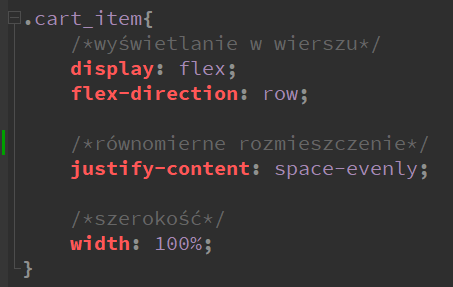 .cart_item{
/*wyświetlanie w wierszu*/
display: flex;
flex-direction: row;
/*równomierne rozmieszczenie*/
justify-content: space-evenly;
/*szerokość*/
width: 100%;
}